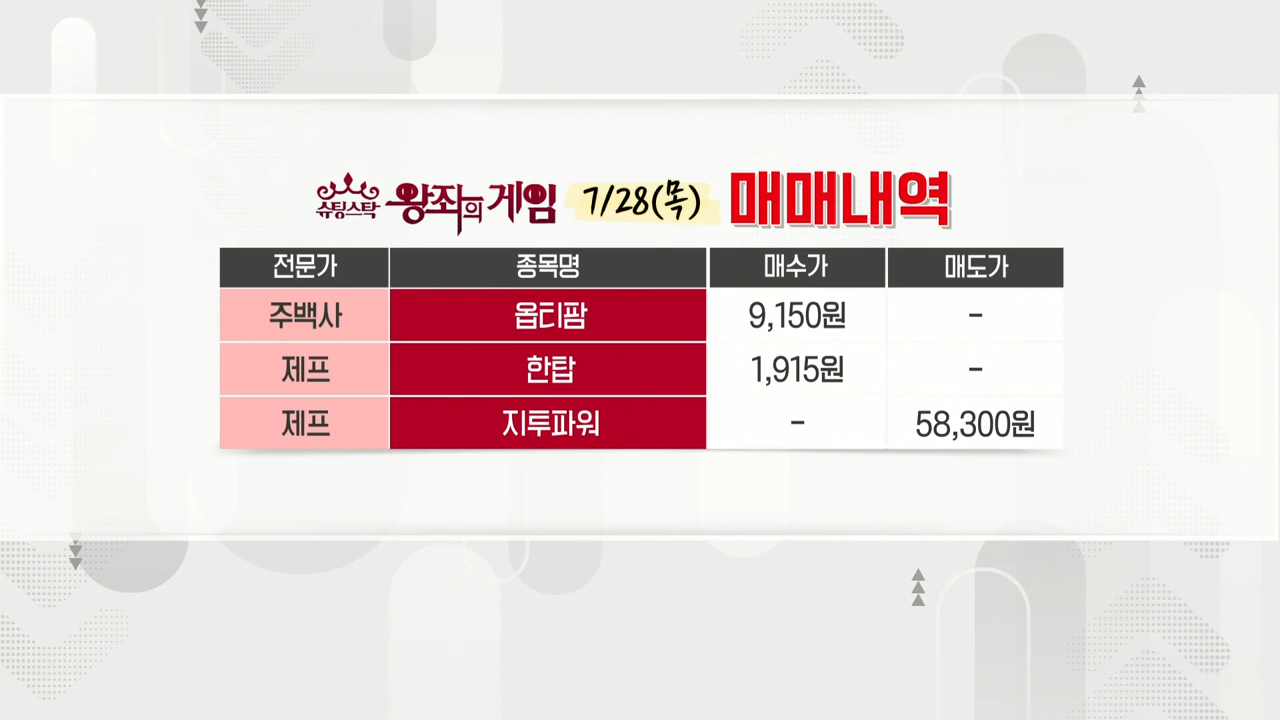 슈팅스탁 왕좌의 게임 7/28(목) 매매내역
전문가 종목명 매수가 매도가
주백사 옵티팜 9,150원 -
제프 한탑 1,915원 -
제프 지투파워 - 58,300원